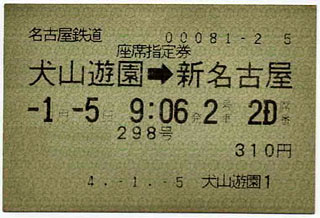 名古屋鉄道 00081-2 5
座席指定券
犬山遊園➡新名古屋
-1月-5日 9:06発 2号車 2D席
298号
310円
4.-1.-5 犬山遊園1